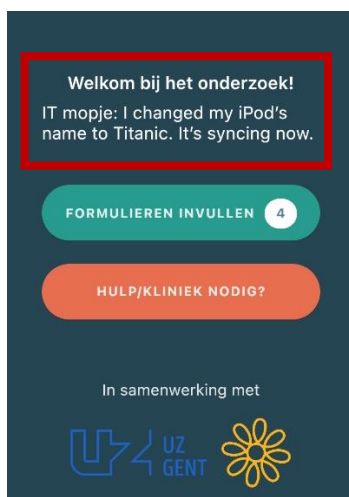 Welkom bij het onderzoek!
IT mopje: I changed my iPod's
name to Titanic. It's syncing now.
FORMULIEREN INVULLEN 4
HULP/KLINIEK NODIG?
In samenwerking met
UZ
GENT